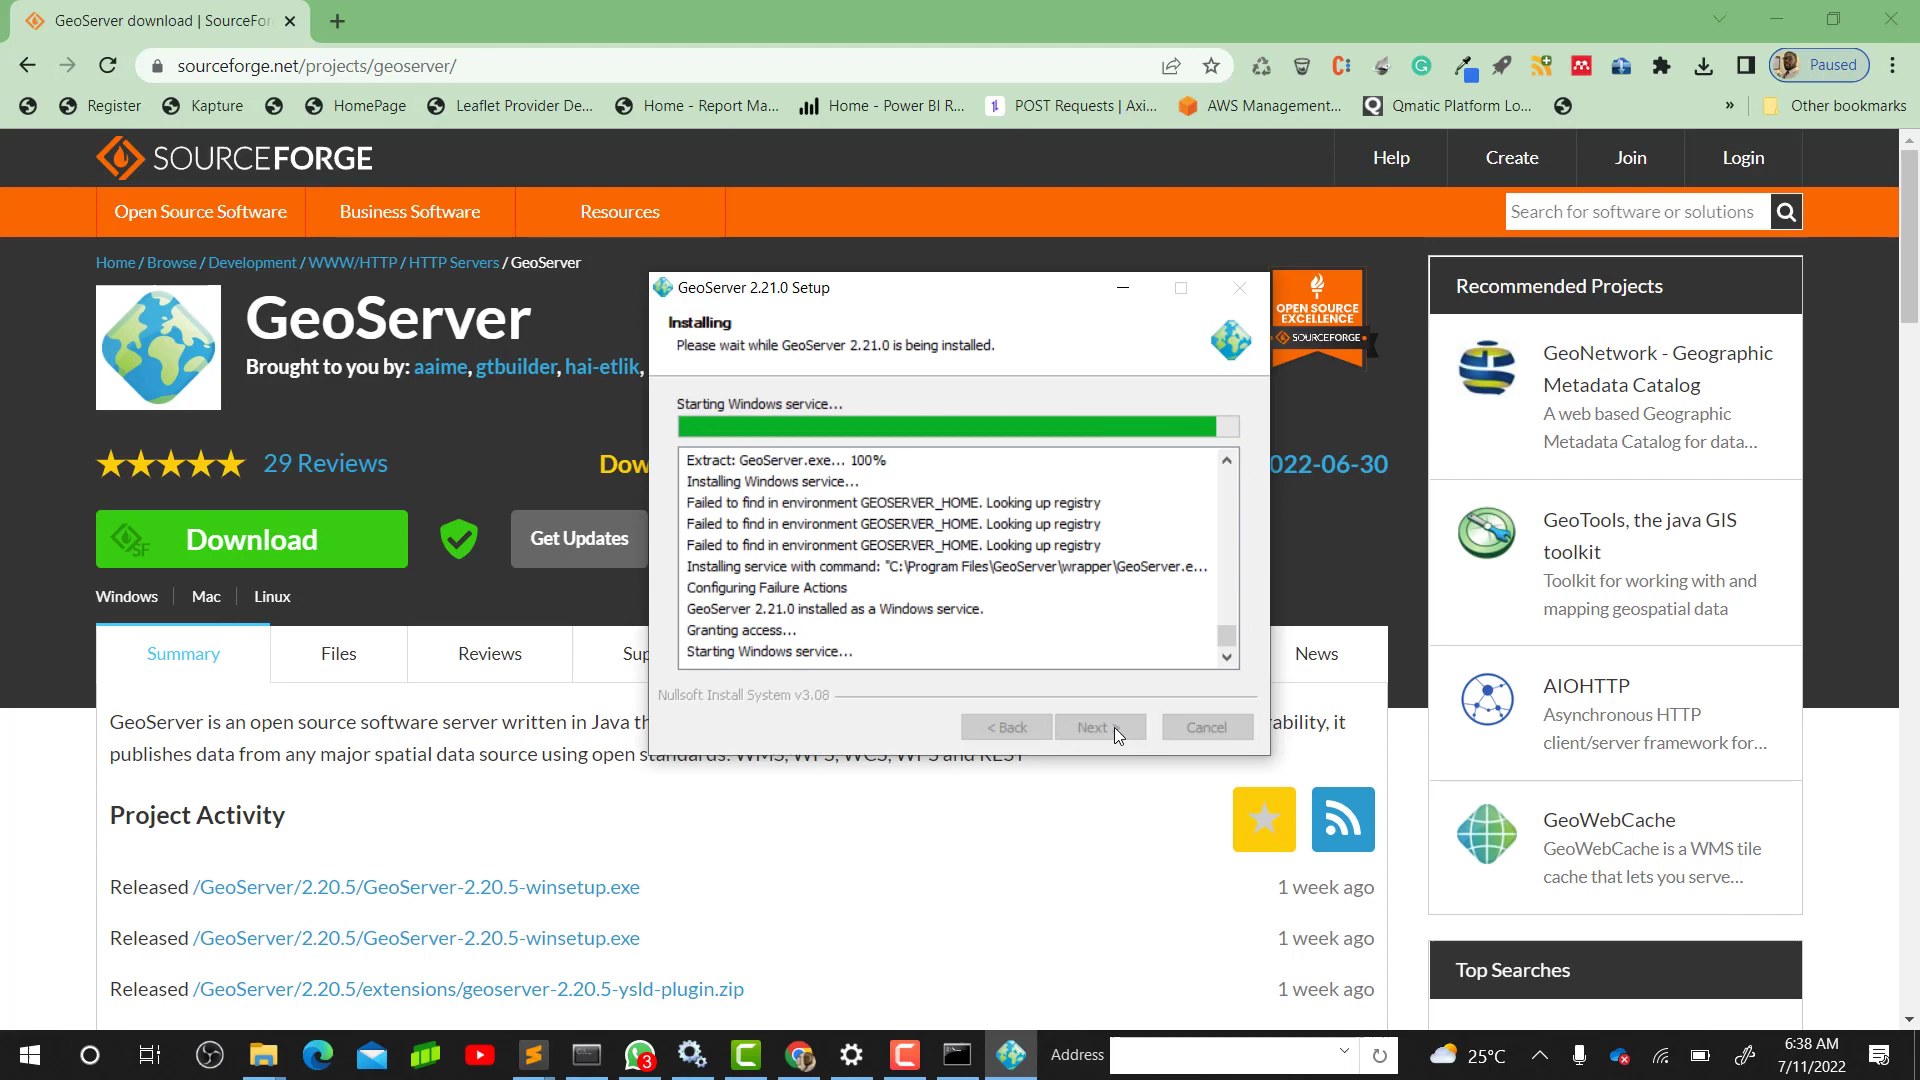 GeoServer download | SourceFor
sourceforge.net/projects/geoserver/
Paused
Register
Kapture
HomePage
Leaflet Provider De...
Home - Report Ma...
Home - Power BI R...
POST Requests | Axi...
AWS Management...
Qmatic Platform Lo...
»
Other bookmarks
SOURCEFORGE
Help
Create
Join
Login
Open Source Software
Business Software
Resources
Search for software or solutions
Home / Browse / Development / WWW/HTTP / HTTP Servers / GeoServer
GeoServer
Brought to you by: aaime, gtbuilder, hai-etlik,
OPEN SOURCE
EXCELLENCE
SOURCEFORGE
29 Reviews
Dow
022-06-30
SF
Download
Get Updates
Windows
Mac
Linux
Summary
Files
Reviews
Sup
News
GeoServer is an open source software server written in Java th
ability, it
publishes data from any major spatial data source using open standards: WMS, WFS, WCS, WPS and REST
Project Activity
Released /GeoServer/2.20.5/GeoServer-2.20.5-winsetup.exe
1 week ago
Released /GeoServer/2.20.5/GeoServer-2.20.5-winsetup.exe
1 week ago
Released /GeoServer/2.20.5/extensions/geoserver-2.20.5-ysld-plugin.zip
1 week ago
GeoServer 2.21.0 Setup
Installing
Please wait while GeoServer 2.21.0 is being installed.
Starting Windows service...
Extract: GeoServer.exe... 100%
Installing Windows service...
Failed to find in environment GEOSERVER_HOME. Looking up registry
Failed to find in environment GEOSERVER_HOME. Looking up registry
Failed to find in environment GEOSERVER_HOME. Looking up registry
Installing service with command: "C:\Program Files\GeoServer\wrapper\GeoServer.e...
Configuring Failure Actions
GeoServer 2.21.0 installed as a Windows service.
Granting access...
Starting Windows service...
Nullsoft Install System v3.08
< Back
Next >
Cancel
Recommended Projects
GeoNetwork - Geographic
Metadata Catalog
A web based Geographic
Metadata Catalog for data...
GeoTools, the java GIS
toolkit
Toolkit for working with and
mapping geospatial data
AIOHTTP
Asynchronous HTTP
client/server framework for...
GeoWebCache
GeoWebCache is a WMS tile
cache that lets you serve...
Top Searches
3
Address
25°C
6:38 AM
7/11/2022